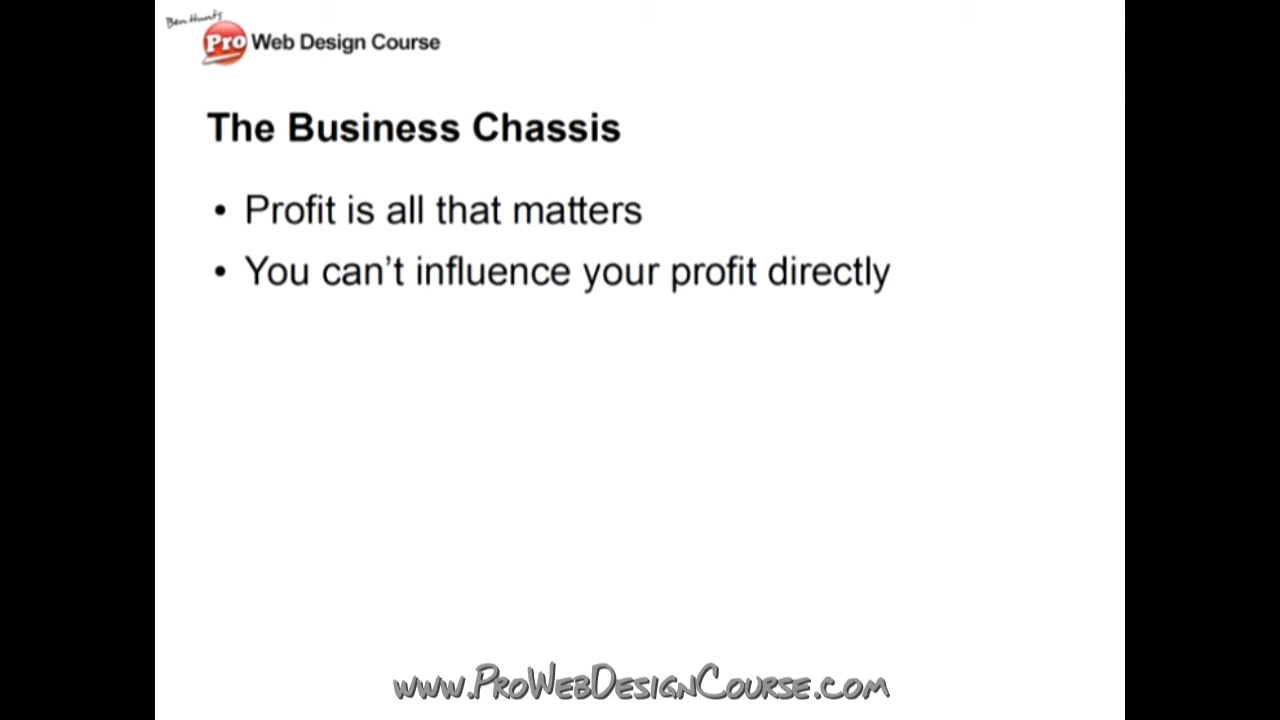 Ben Hunt's
Pro Web Design Course
The Business Chassis
• Profit is all that matters
• You can't influence your profit directly
www.ProWebDesignCourse.com